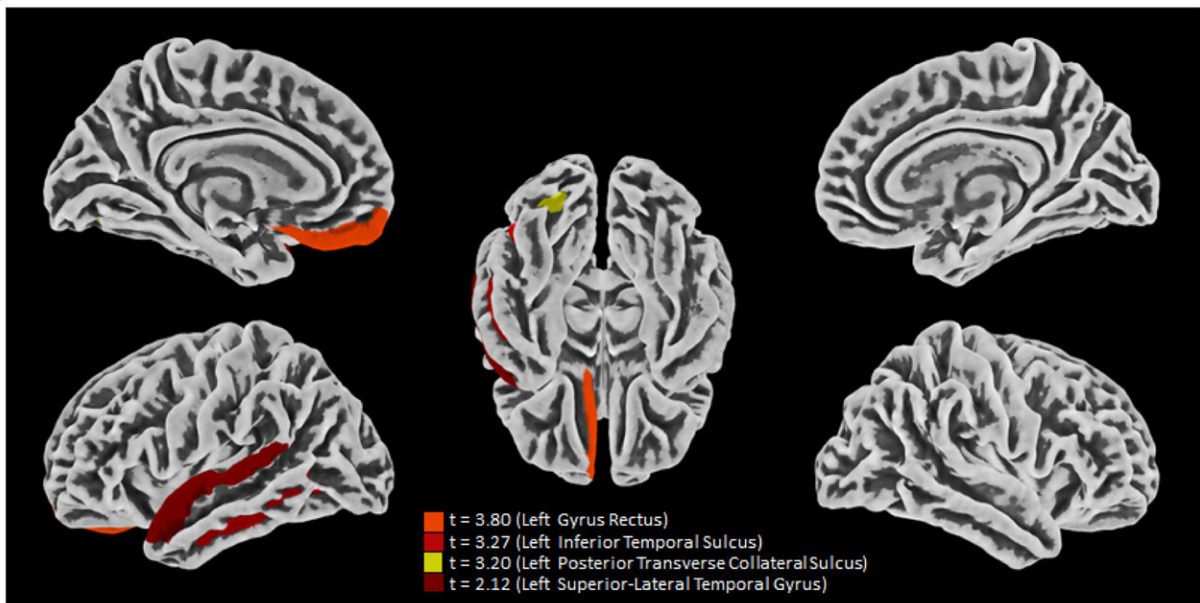 t = 3.80 (Left Gyrus Rectus)
t = 3.27 (Left Inferior Temporal Sulcus)
t = 3.20 (Left Posterior Transverse Collateral Sulcus)
t = 2.12 (Left Superior-Lateral Temporal Gyrus)